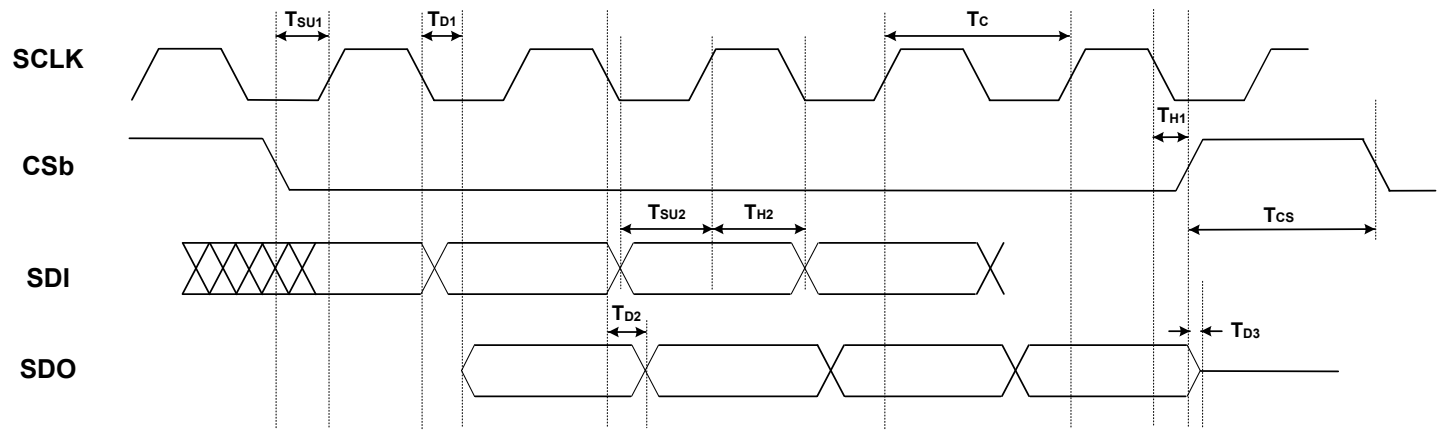 TSU1 TD1 TC
SCLK
TH1
CSb
TSU2 TH2 TCS
SDI
TD2 TD3
SDO